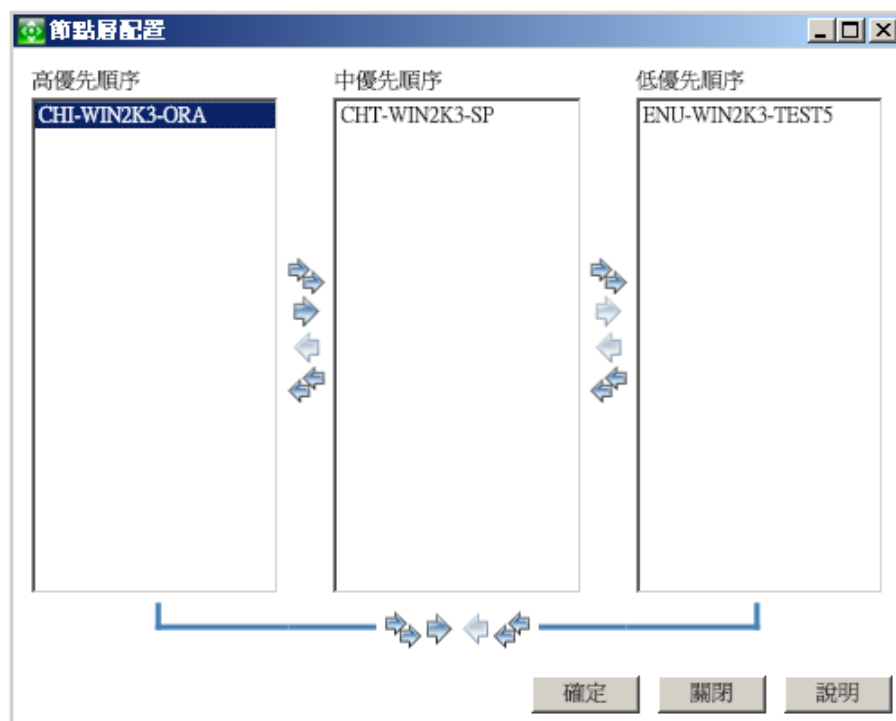 節點層配置
高優先順序
中優先順序
低優先順序
CHI-WIN2K3-ORA
CHT-WIN2K3-SP
ENU-WIN2K3-TEST5
確定
關閉
說明